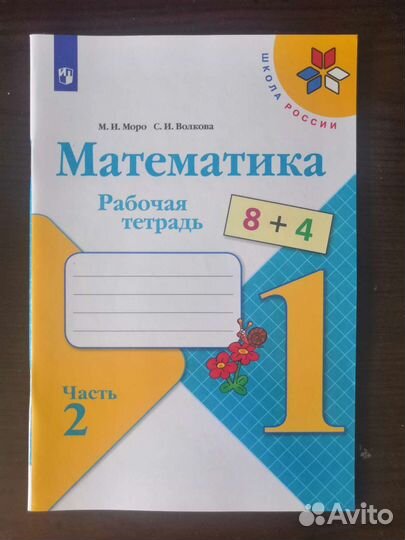 ШКОЛА РОССИИ
М. И. Моро С. И. Волкова
Математика
Рабочая
тетрадь
8 + 4
1
Часть
2
Avito